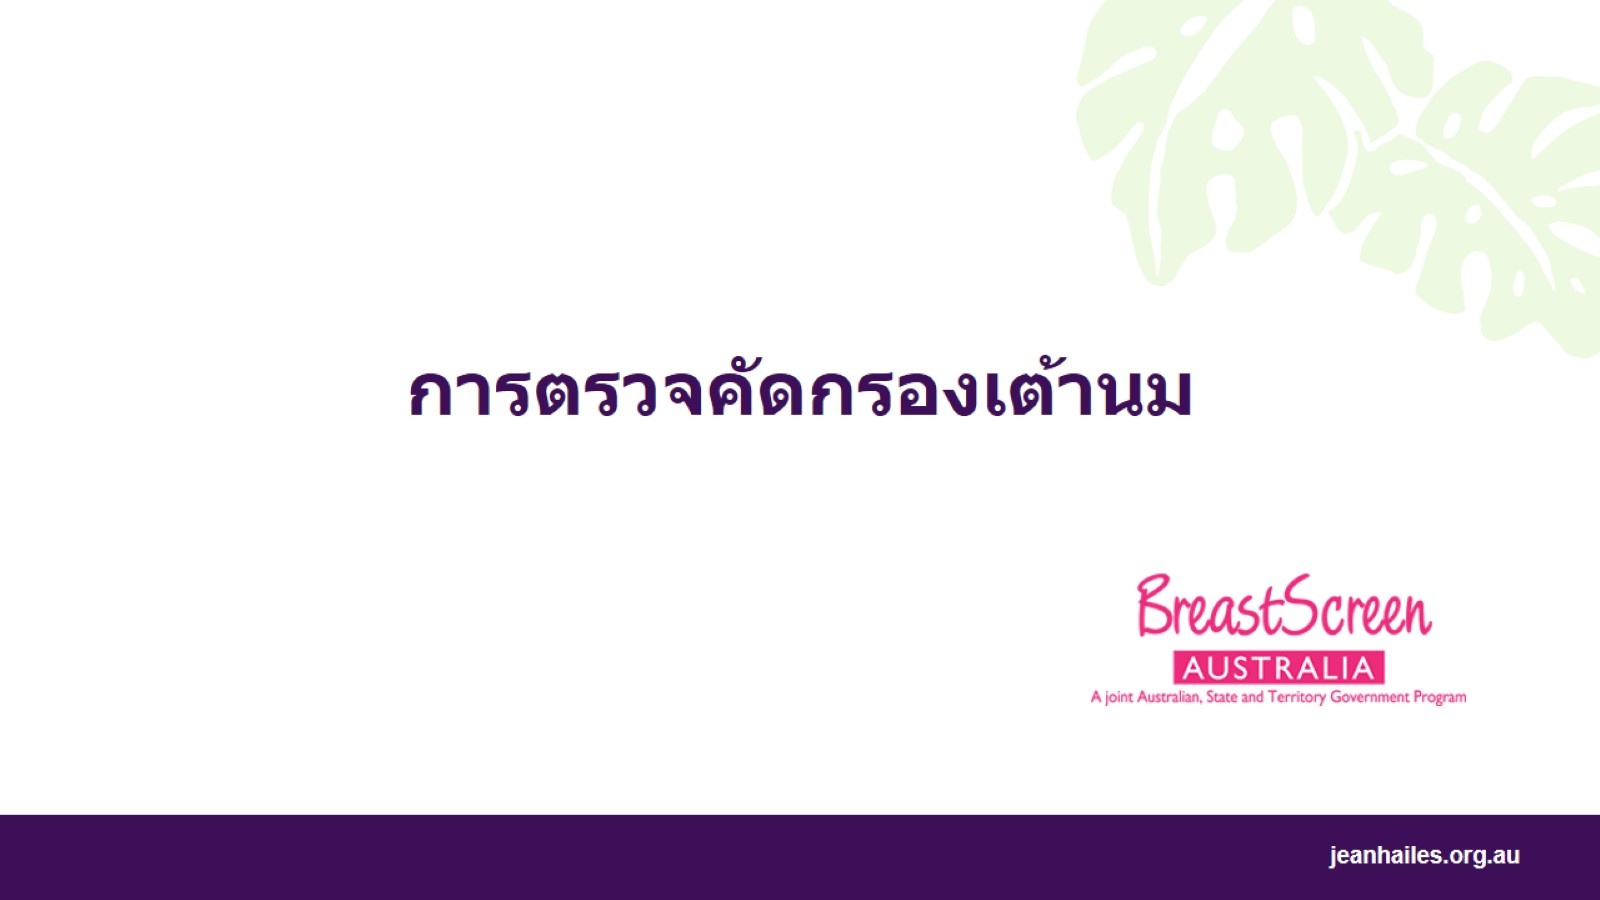 การตรวจคัดกรองเต้านม
BreastScreen
AUSTRALIA
A joint Australian, State and Territory Government Program
jeanhailes.org.au